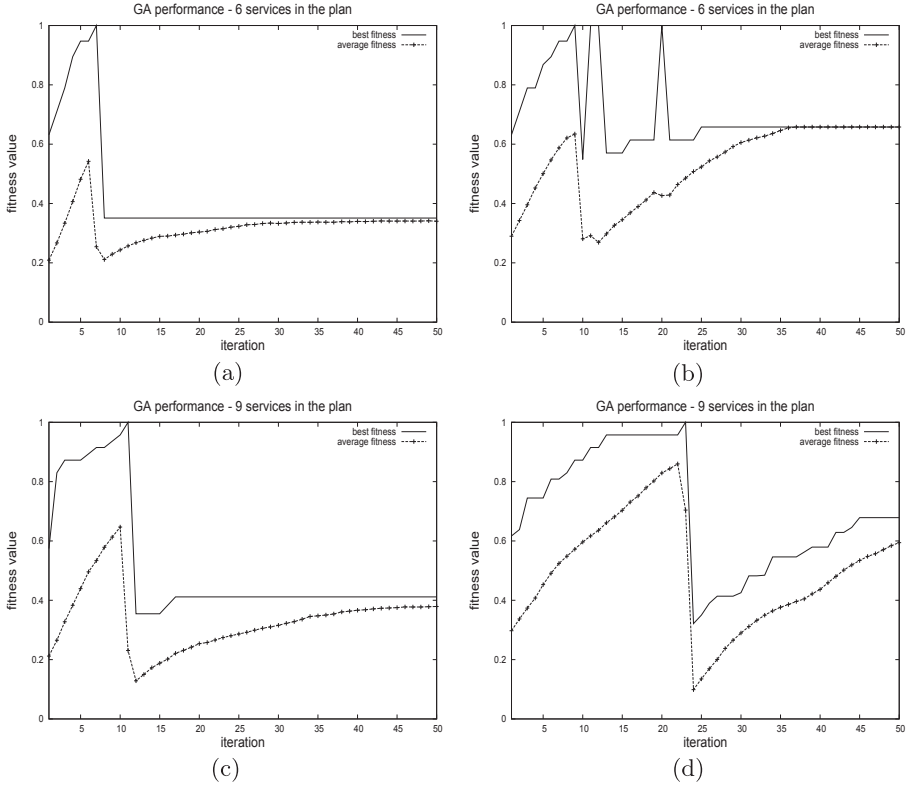 GA performance - 6 services in the plan
best fitness
average fitness
fitness value
1
0.8
0.6
0.4
0.2
0
5 10 15 20 25 30 35 40 45 50
iteration
(a)
GA performance - 6 services in the plan
best fitness
average fitness
fitness value
1
0.8
0.6
0.4
0.2
0
5 10 15 20 25 30 35 40 45 50
iteration
(b)
GA performance - 9 services in the plan
best fitness
average fitness
fitness value
1
0.8
0.6
0.4
0.2
0
5 10 15 20 25 30 35 40 45 50
iteration
(c)
GA performance - 9 services in the plan
best fitness
average fitness
fitness value
1
0.8
0.6
0.4
0.2
0
5 10 15 20 25 30 35 40 45 50
iteration
(d)